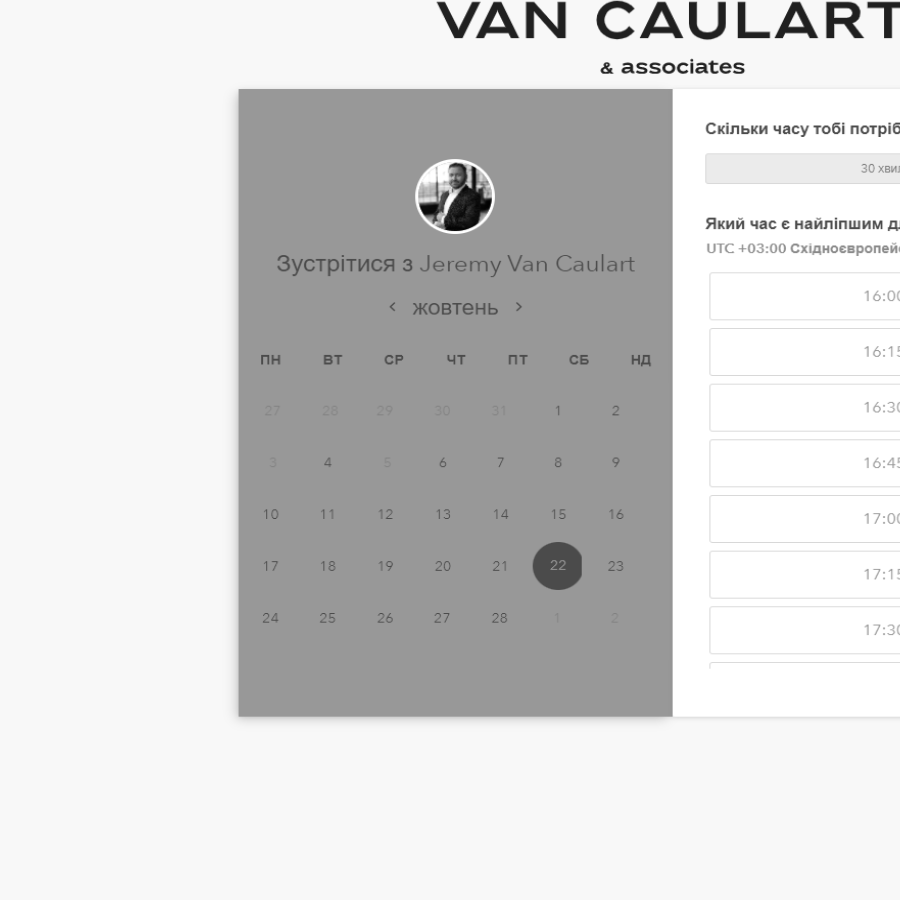 VAN CAULART
& associates
Зустрітися з Jeremy Van Caulart
жовтень
ПН ВТ СР ЧТ ПТ СБ НД
27 28 29 30 31 1 2
3 4 5 6 7 8 9
10 11 12 13 14 15 16
17 18 19 20 21 22 23
24 25 26 27 28 1 2
Скільки часу тобі потріб
30 хви
Який час є найліпшим д
UTC +03:00 Східноєвропей
16:00
16:15
16:30
16:45
17:00
17:15
17:30